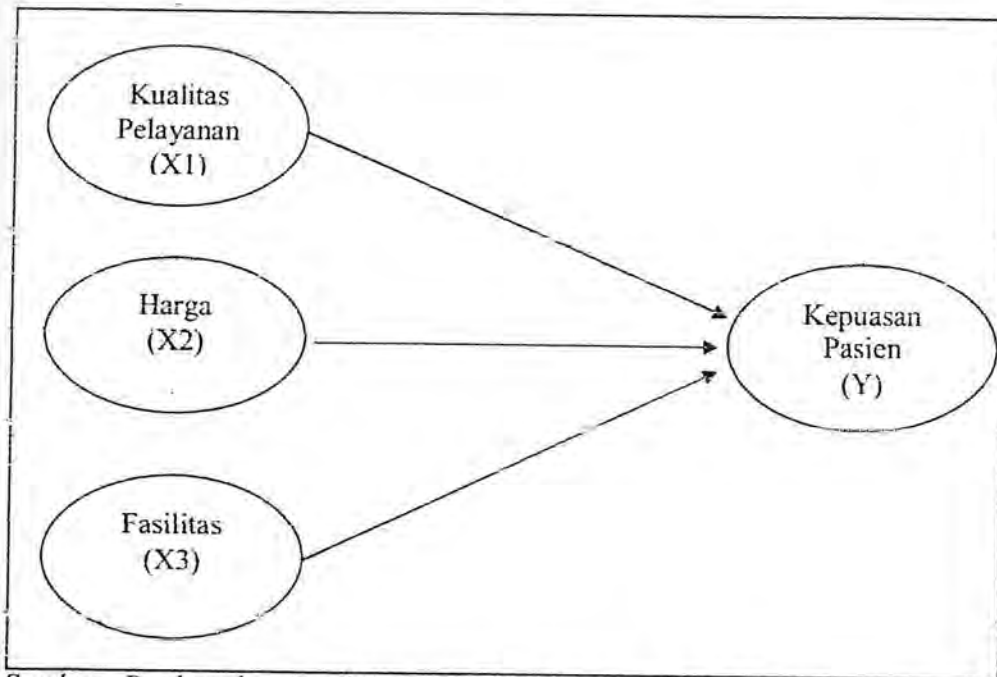 Kualitas
Pelayanan
(X1)
Harga
(X2)
Kepuasan
Pasien
(Y)
Fasilitas
(X3)